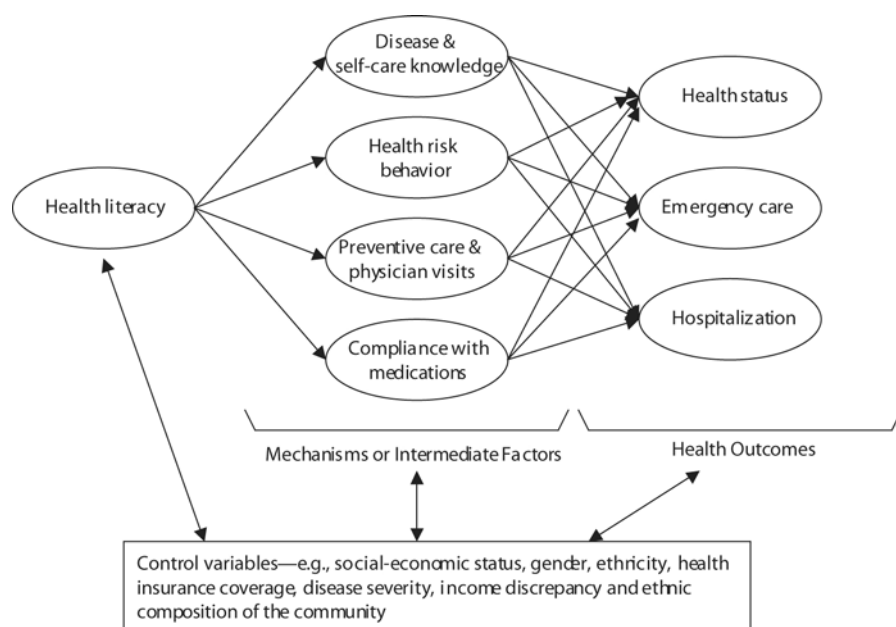 Disease &
self-care knowledge
Health status
Health risk
behavior
Health literacy
Emergency care
Preventive care &
physician visits
Hospitalization
Compliance with
medications
Mechanisms or Intermediate Factors
Health Outcomes
Control variables—e.g., social-economic status, gender, ethricity, health
insurance coverage, disease severity, income discrepancy and ethnic
composition of the community